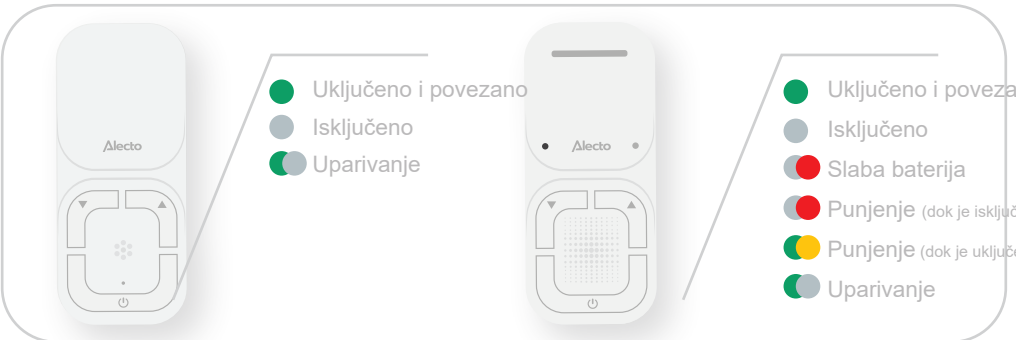 Alecto
Uključeno i povezano
Isključeno
Uparivanje
Alecto
Uključeno i poveza
Isključeno
Slaba baterija
Punjenje (dok je isključ
Punjenje (dok je uključe
Uparivanje